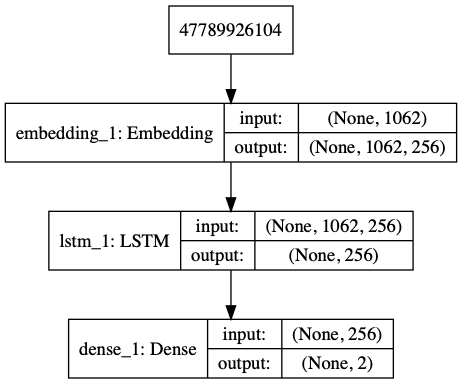 47789926104
embedding_1: Embedding
input:
(None, 1062)
output:
(None, 1062, 256)
lstm_1: LSTM
input:
(None, 1062, 256)
output:
(None, 256)
dense_1: Dense
input:
(None, 256)
output:
(None, 2)